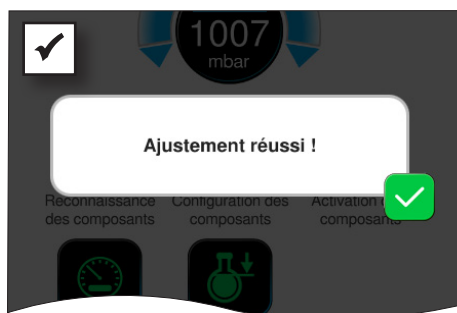 1007
mbar
Ajustement réussi !
Reconnaissance Configuration des Activation
des composants composants composants